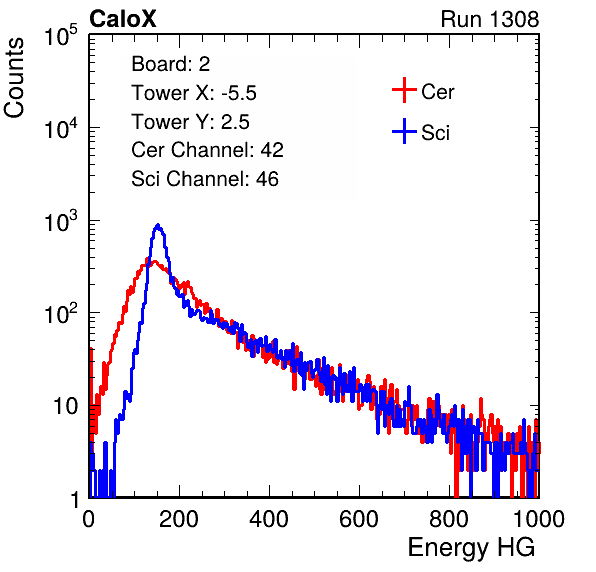 CaloX Run 1308
Counts
10^5
10^4
10^3
10^2
10
1
Board: 2
Tower X: -5.5
Tower Y: 2.5
Cer Channel: 42
Sci Channel: 46
Cer
Sci
0 200 400 600 800 1000
Energy HG